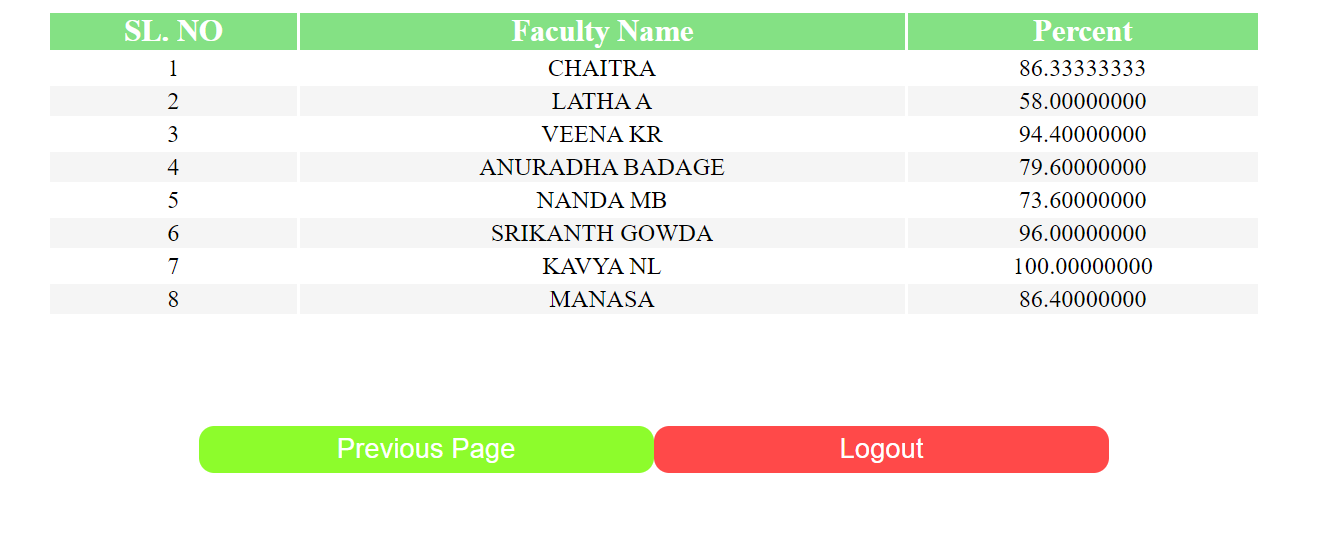 SL. NO Faculty Name Percent
1 CHAITRA 86.33333333
2 LATHA A 58.00000000
3 VEENA KR 94.40000000
4 ANURADHA BADAGE 79.60000000
5 NANDA MB 73.60000000
6 SRIKANTH GOWDA 96.00000000
7 KAVYA NL 100.00000000
8 MANASA 86.40000000
Previous Page Logout